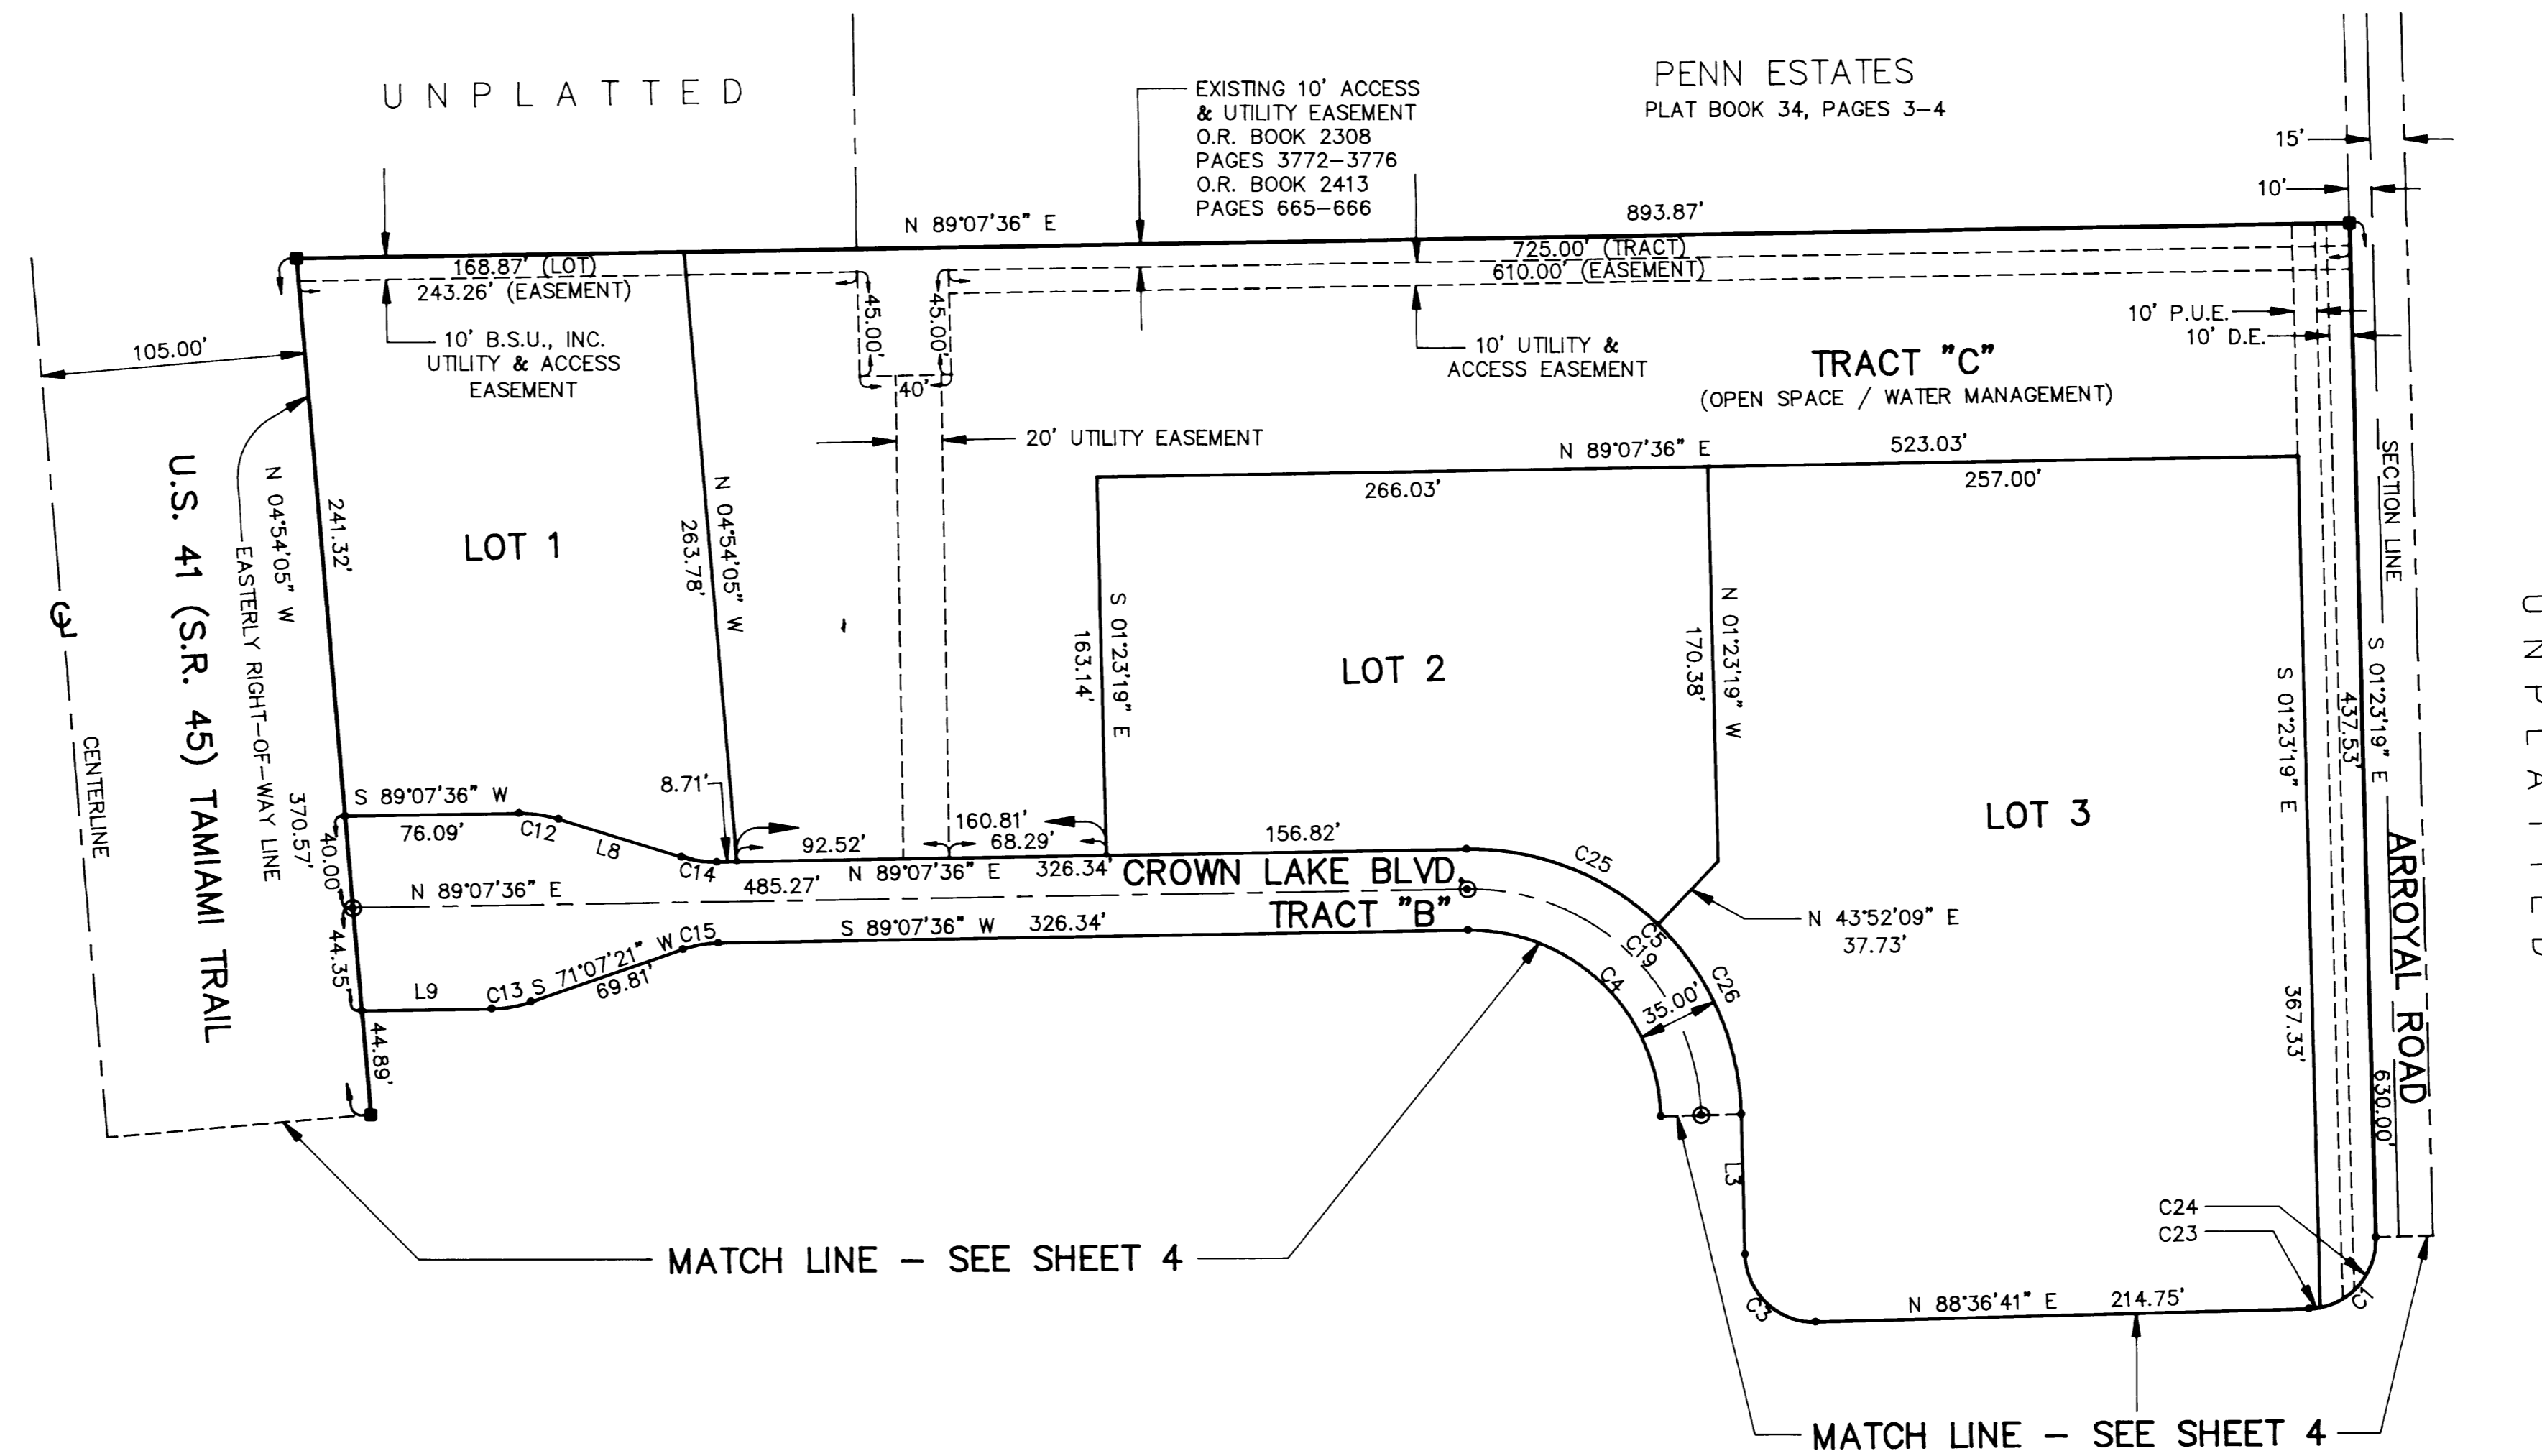 UNPLATTED
PENN ESTATES
PLAT BOOK 34, PAGES 3-4
EXISTING 10' ACCESS
& UTILITY EASEMENT
O.R. BOOK 2308
PAGES 3772-3776
O.R. BOOK 2413
PAGES 665-666
15'
10'
N 89°07'36" E
893.87'
168.87' (LOT)
243.26' (EASEMENT)
725.00' (TRACT)
610.00' (EASEMENT)
45.00'
45.00'
40'
10' B.S.U., INC.
UTILITY & ACCESS
EASEMENT
10' UTILITY &
ACCESS EASEMENT
10' P.U.E.
10' D.E.
TRACT "C"
(OPEN SPACE / WATER MANAGEMENT)
105.00'
20' UTILITY EASEMENT
N 89°07'36" E
523.03'
266.03'
257.00'
U.S. 41 (S.R. 45) TAMIAMI TRAIL
EASTERLY RIGHT-OF-WAY LINE
N 04°54'05" W
370.57'
241.32'
LOT 1
N 04°54'05" W
263.78'
S 01°23'19" E
163.14'
LOT 2
N 01°23'19" W
170.38'
LOT 3
S 01°23'19" E
367.33'
437.53'
S 01°23'19" E
630.00'
SECTION LINE
ARROYAL ROAD
UNPLATTED
CENTERLINE
S 89°07'36" W
76.09'
C12
L8
C14
8.71'
92.52'
160.81'
68.29'
156.82'
N 89°07'36" E
326.34'
CROWN LAKE BLVD.
TRACT "B"
40.00'
N 89°07'36" E
485.27'
44.35'
L9
C13
S 71°07'21" W
69.81'
C15
S 89°07'36" W
326.34'
44.89'
C25
C5
C19
C4
C26
35.00'
N 43°52'09" E
37.73'
L3
C3
N 88°36'41" E
214.75'
C24
C23
MATCH LINE - SEE SHEET 4
MATCH LINE - SEE SHEET 4